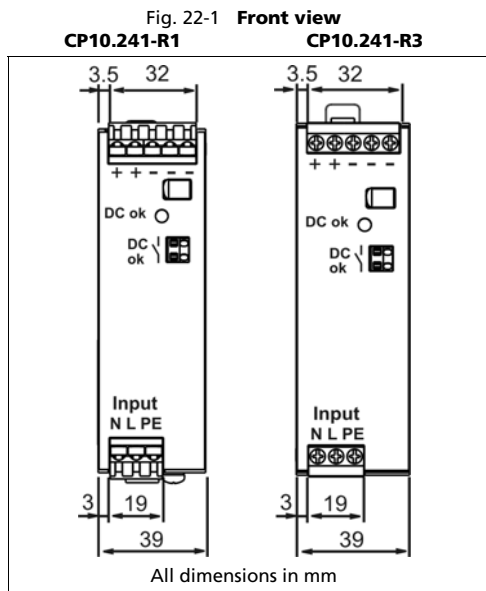 Fig. 22-1 Front view
CP10.241-R1 CP10.241-R3
3.5 32 3.5 32
+ + - - - + + - - -
DC ok DC ok
DC ok DC ok
Input Input
N L PE N L PE
3 19 3 19
39 39
All dimensions in mm